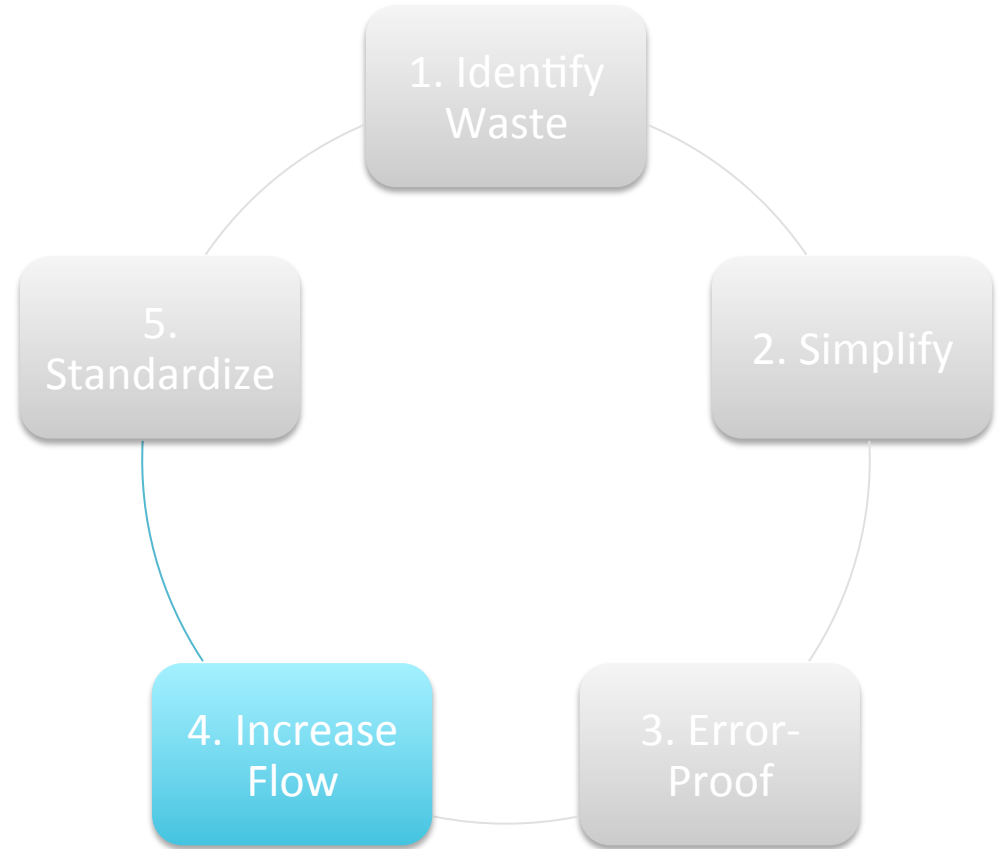 1. Identify
Waste
2. Simplify
3. Error-
Proof
4. Increase
Flow
5.
Standardize